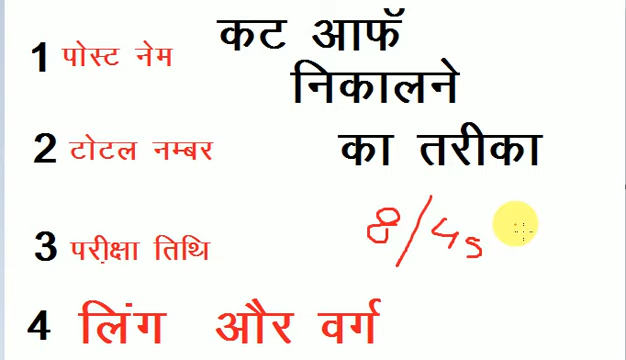 1 पोस्ट नेम
कट आफॅ
निकालने
का तरीका
2 टोटल नम्बर
3 परीक्षा तिथि
8/45
4 लिंग और वर्ग